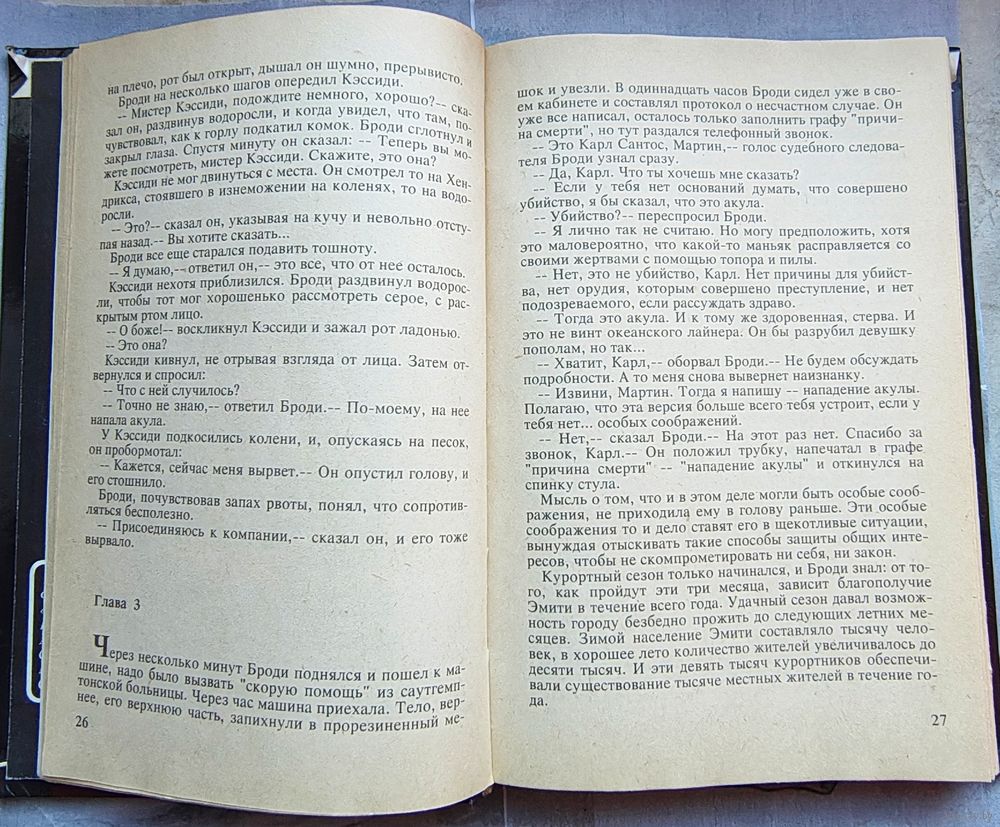 на плечо, рот был открыт, дышал он шумно, прерывисто.
Броди на несколько шагов опередил Кэссиди.
-- Мистер Кэссиди, подождите немного, хорошо?-- ска-
зал он, раздвинув водоросли, и когда увидел, что там, по-
чувствовал, как к горлу подкатил комок. Броди сглотнул и
закрыл глаза. Спустя минуту он сказал: -- Теперь вы мо-
жете посмотреть, мистер Кэссиди. Скажите, это она?
Кэссиди не мог двинуться с места. Он смотрел то на Хен-
дрикса, стоявшего в изнеможении на коленях, то на водо-
росли.
-- Это?-- сказал он, указывая на кучу и невольно отсту-
пая назад.-- Вы хотите сказать...
Броди все еще старался подавить тошноту.
-- Я думаю,-- ответил он,-- это все, что от нее осталось.
Кэссиди нехотя приблизился. Броди раздвинул водорос-
ли, чтобы тот мог хорошенько рассмотреть серое, с рас-
крытым ртом лицо.
-- О боже!-- воскликнул Кэссиди и зажал рот ладонью.
-- Это она?
Кэссиди кивнул, не отрывая взгляда от лица. Затем от-
вернулся и спросил:
-- Что с ней случилось?
-- Точно не знаю,-- ответил Броди.-- По-моему, на нее
напала акула.
У Кэссиди подкосились колени, и, опускаясь на песок,
он пробормотал:
-- Кажется, сейчас меня вырвет.-- Он опустил голову, и
его стошнило.
Броди, почувствовав запах рвоты, понял, что сопротив-
ляться бесполезно.
-- Присоединяюсь к компании,-- сказал он, и его тоже
вырвало.
Глава 3
Через несколько минут Броди поднялся и пошел к ма-
шине, надо было вызвать "скорую помощь" из саутгемп-
тонской больницы. Через час машина приехала. Тело, вер-
нее, его верхнюю часть, запихнули в прорезиненный ме-
26
шок и увезли. В одиннадцать часов Броди сидел уже в сво-
ем кабинете и составлял протокол о несчастном случае. Он
уже все написал, осталось только заполнить графу "причи-
на смерти", но тут раздался телефонный звонок.
-- Это Карл Сантос, Мартин,-- голос судебного следова-
теля Броди узнал сразу.
-- Да, Карл. Что ты хочешь мне сказать?
-- Если у тебя нет оснований думать, что совершено
убийство, я бы сказал, что это акула.
-- Убийство?-- переспросил Броди.
-- Я лично так не считаю. Но могу предположить, хотя
это маловероятно, что какой-то маньяк расправляется со
своими жертвами с помощью топора и пилы.
-- Нет, это не убийство, Карл. Нет причины для убийст-
ва, нет орудия, которым совершено преступление, и нет
подозреваемого, если рассуждать здраво.
-- Тогда это акула. И к тому же здоровенная, стерва. И
это не винт океанского лайнера. Он бы разрубил девушку
пополам, но так...
-- Хватит, Карл,-- оборвал Броди.-- Не будем обсуждать
подробности. А то меня снова вывернет наизнанку.
-- Извини, Мартин. Тогда я напишу -- нападение акулы.
Полагаю, что эта версия больше всего тебя устроит, если у
тебя нет... особых соображений.
-- Нет,-- сказал Броди.-- На этот раз нет. Спасибо за
звонок, Карл.-- Он положил трубку, напечатал в графе
"причина смерти" -- "нападение акулы" и откинулся на
спинку стула.
Мысль о том, что и в этом деле могли быть особые сооб-
ражения, не приходила ему в голову раньше. Эти особые
соображения то и дело ставят его в щекотливые ситуации,
вынуждая отыскивать такие способы защиты общих инте-
ресов, чтобы не скомпрометировать ни себя, ни закон.
Курортный сезон только начинался, и Броди знал: от то-
го, как пройдут эти три месяца, зависит благополучие
Эмити в течение всего года. Удачный сезон давал возмож-
ность городу безбедно прожить до следующих летних ме-
сяцев. Зимой население Эмити составляло тысячу чело-
век, в хорошее лето количество жителей увеличивалось до
десяти тысяч. И эти девять тысяч курортников обеспечи-
вали существование тысяче местных жителей в течение го-
да.
27